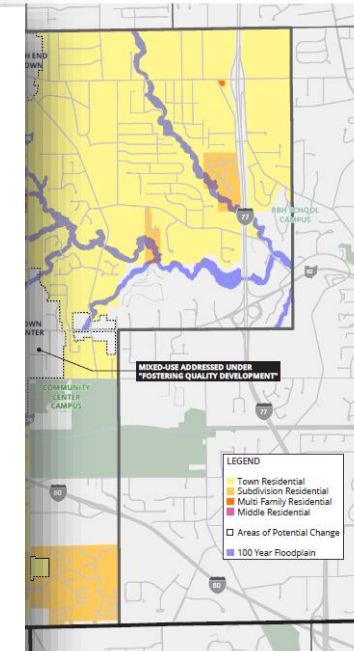 H END
OWN
77
BBH SCHOOL
CAMPUS
82
OWN
NTER
MIXED-USE ADDRESSED UNDER
"FOSTERING QUALITY DEVELOPMENT"
COMMUNITY
CENTER
CAMPUS
77
LEGEND
Town Residential
Subdivision Residential
Multi-Family Residential
Middle Residential
Areas of Potential Change
100 Year Floodplain
80
80